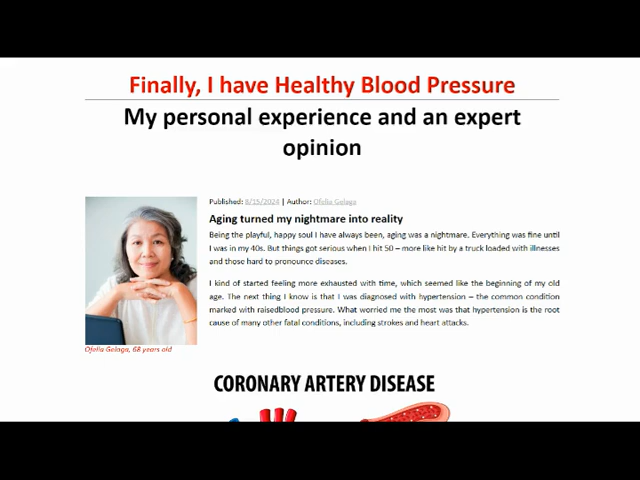 Finally, I have Healthy Blood Pressure
My personal experience and an expert
opinion
Published: 8/15/2024 | Author: Ofelia Gelaga
Aging turned my nightmare into reality
Being the playful, happy soul I have always been, aging was a nightmare. Everything was fine until
I was in my 40s. But things got serious when I hit 50 – more like hit by a truck loaded with illnesses
and those hard to pronounce diseases.
I kind of started feeling more exhausted with time, which seemed like the beginning of my old
age. The next thing I know is that I was diagnosed with hypertension – the common condition
marked with raisedblood pressure. What worried me the most was that hypertension is the root
cause of many other fatal conditions, including strokes and heart attacks.
Ofelia Gelaga, 68 years old
CORONARY ARTERY DISEASE